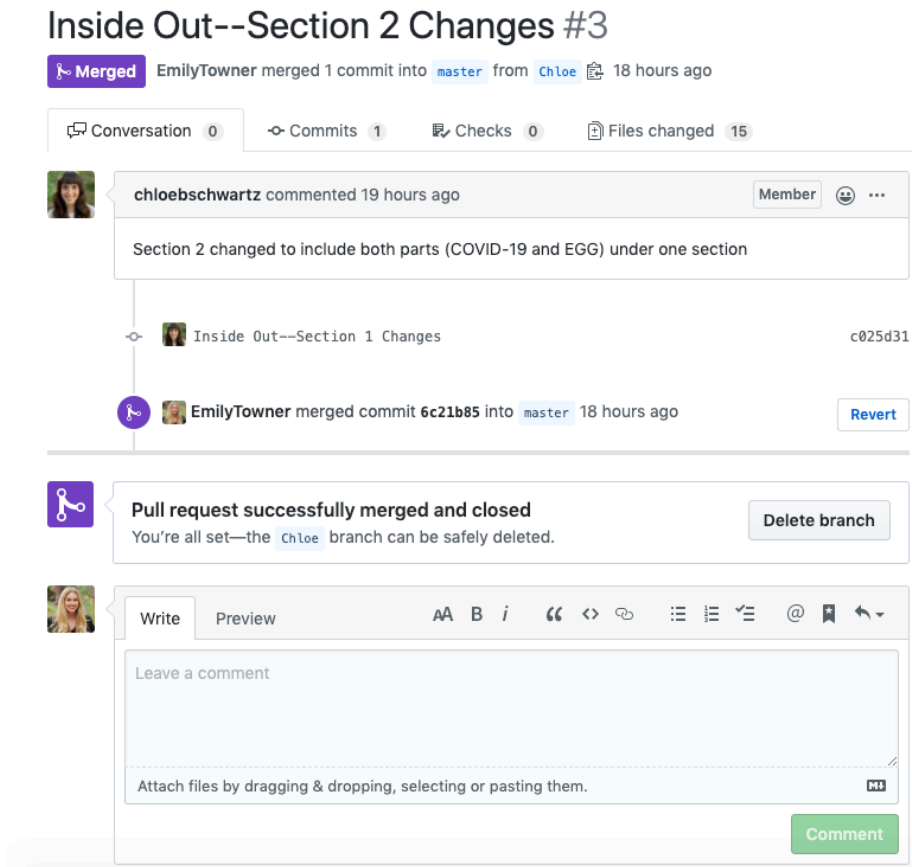 Inside Out--Section 2 Changes #3
Merged EmilyTowner merged 1 commit into master from Chloe 18 hours ago
Conversation 0 Commits 1 Checks 0 Files changed 15
chloebschwartz commented 19 hours ago Member
Section 2 changed to include both parts (COVID-19 and EGG) under one section
Inside Out--Section 1 Changes c025d31
EmilyTowner merged commit 6c21b85 into master 18 hours ago Revert
Pull request successfully merged and closed
You're all set—the Chloe branch can be safely deleted. Delete branch
Write Preview AA B i
Leave a comment
Attach files by dragging & dropping, selecting or pasting them.
Comment